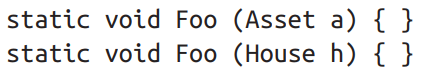 static void Foo (Asset a) { }
static void Foo (House h) { }